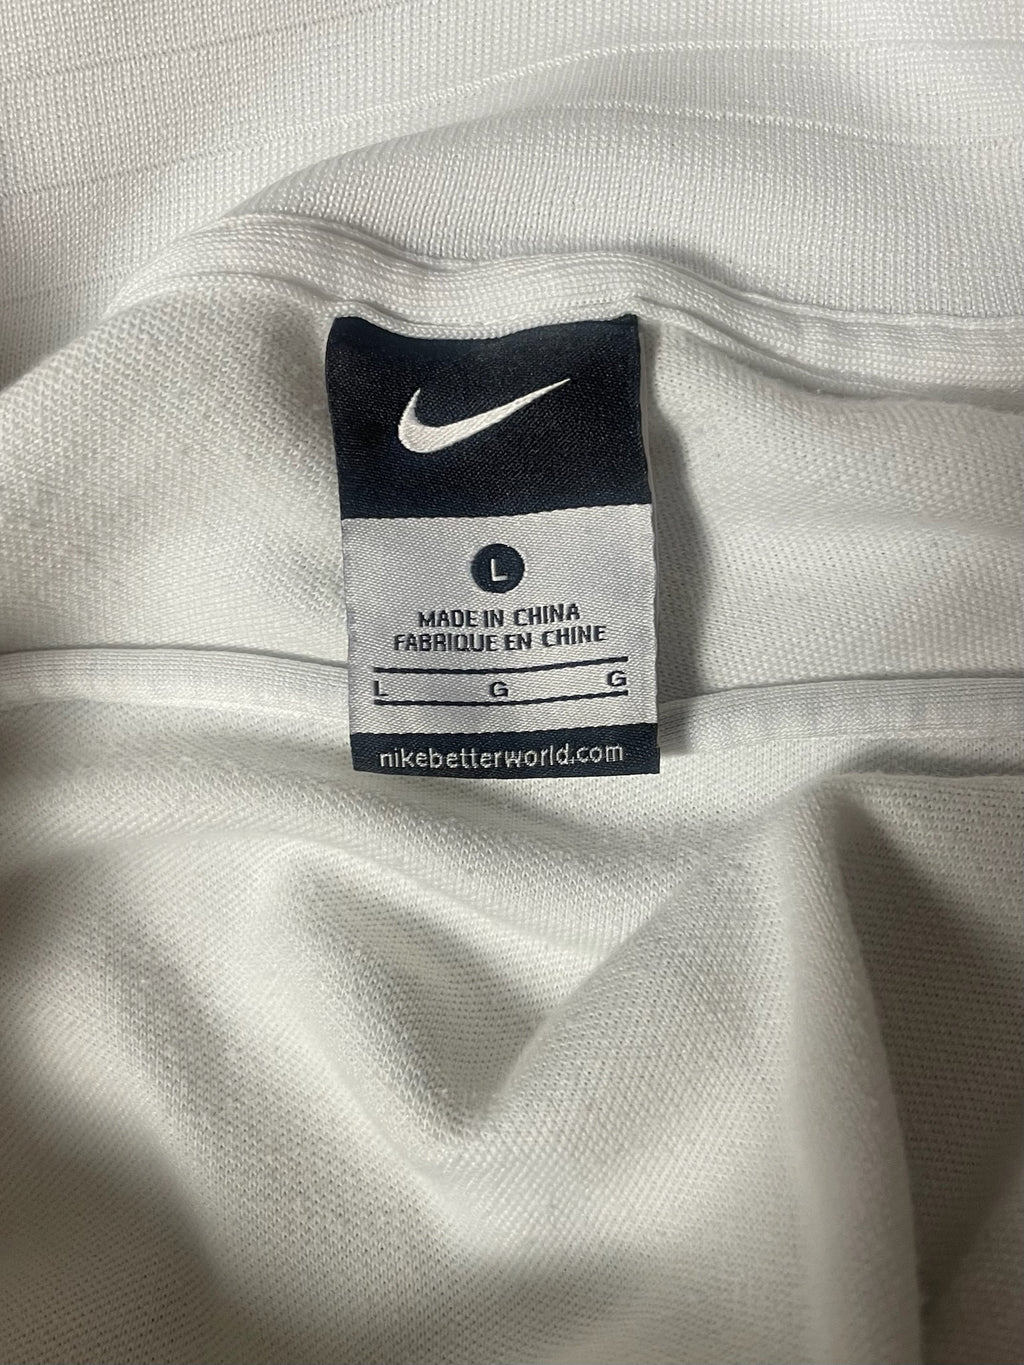 L
MADE IN CHINA
FABRIQUE EN CHINE
L G G
nikebetterworld.com